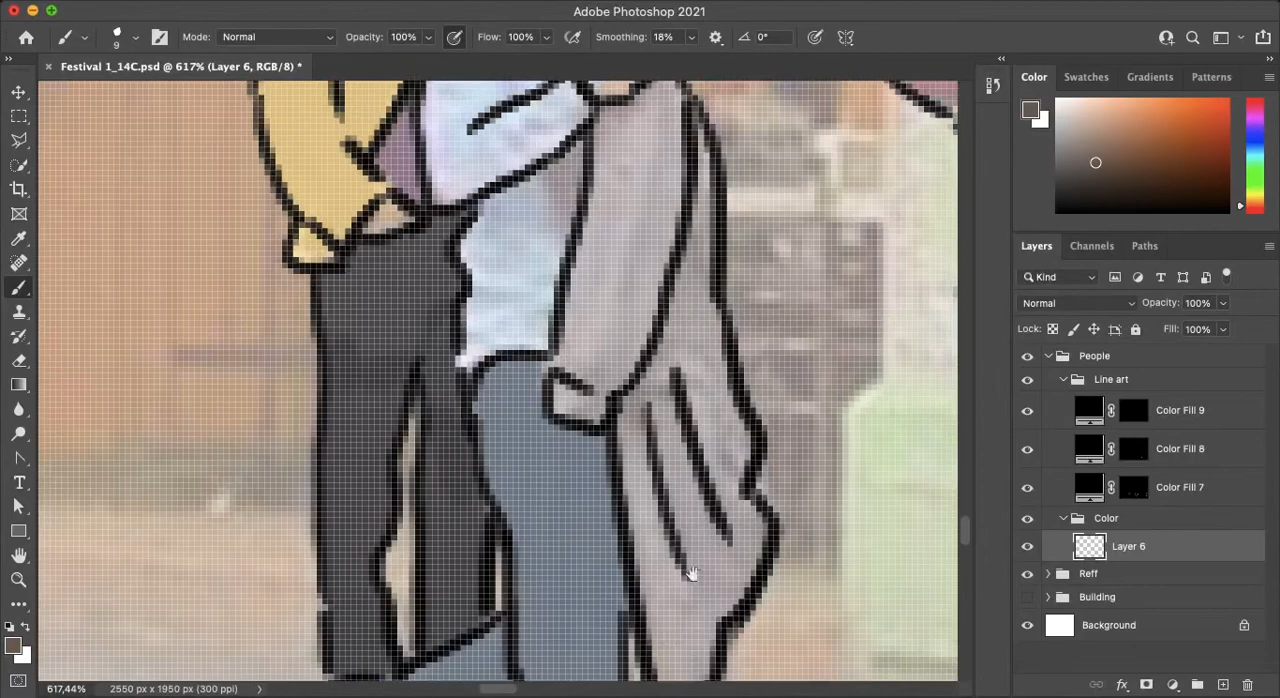 Adobe Photoshop 2021
9 Mode: Normal Opacity: 100% Flow: 100% Smoothing: 18% 0°
Festival 1_14C.psd @ 617% (Layer 6, RGB/8) *
Color Swatches Gradients Patterns
Layers Channels Paths
Kind
Normal Opacity: 100%
Lock: Fill: 100%
People
Line art
Color Fill 9
Color Fill 8
Color Fill 7
Color
Layer 6
Reff
Building
Background
617,44% 2550 px x 1950 px (300 ppi)